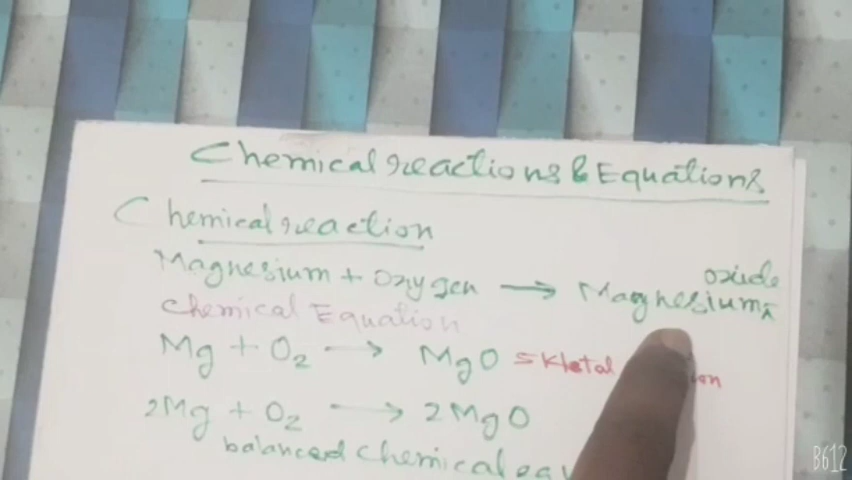 Chemical reactions & Equations
Chemical reaction
Magnesium + oxygen → Magnesium oxide
Chemical Equation
Mg + O₂ → MgO Skletal
2Mg + O₂ → 2MgO
balanced chemical
B612